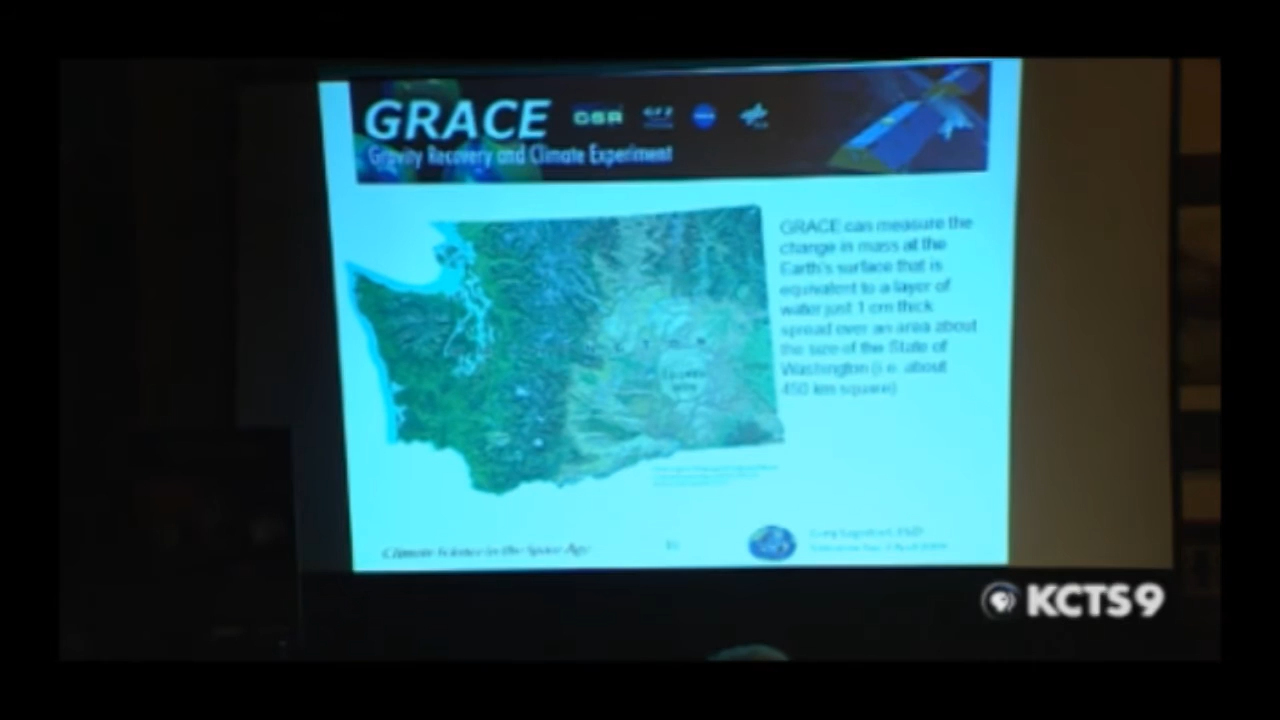 GRACE
CSR GFZ
Gravity Recovery and Climate Experiment
GRACE can measure the
change in mass at the
Earth's surface that is
equivalent to a layer of
water just 1 cm thick
spread over an area about
the size of the State of
Washington (i.e. about
450 km square)
Climate Science in the Space Age
KCTS9